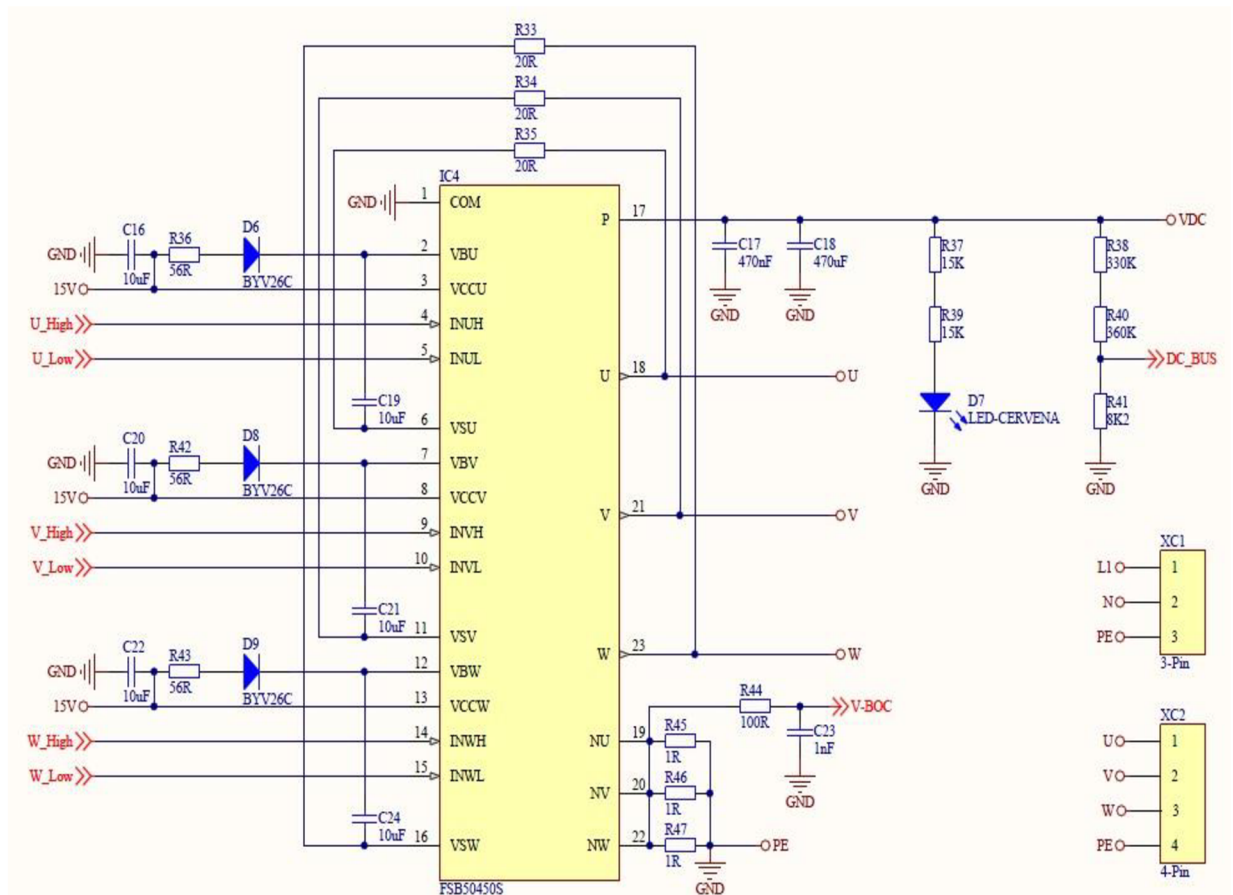 R33
20R
R34
20R
R35
20R
IC4
GND 1 COM
P 17 VDC
C16 R36 D6
GND 2 VBU
10uF 56R BYV26C
15V 3 VCCU
C17
470nF
C18
470uF
R37
15K
R38
330K
GND GND
U_High 4 INUH
R39
15K
R40
360K
U_Low 5 INUL
DC_BUS
U 18 U
C19
10uF
D7
LED-CERVENA
R41
8K2
6 VSU
C20 R42 D8
GND 7 VBV
10uF 56R BYV26C
GND GND
15V 8 VCCV
V 21 V
V_High 9 INVH
V_Low 10 INVL
XC1
L1 1
N 2
PE 3
3-Pin
C21
10uF
11 VSV
W 23 W
C22 R43 D9
GND 12 VBW
10uF 56R BYV26C
15V 13 VCCW
R44
100R
V-BOC
C23
1nF
GND
W_High 14 INWH
W_Low 15 INWL
NU 19 R45
1R
NV 20 R46
1R
NW 22 R47
1R
PE
GND
C24
10uF
16 VSW
FSB50450S
XC2
U 1
V 2
W 3
PE 4
4-Pin